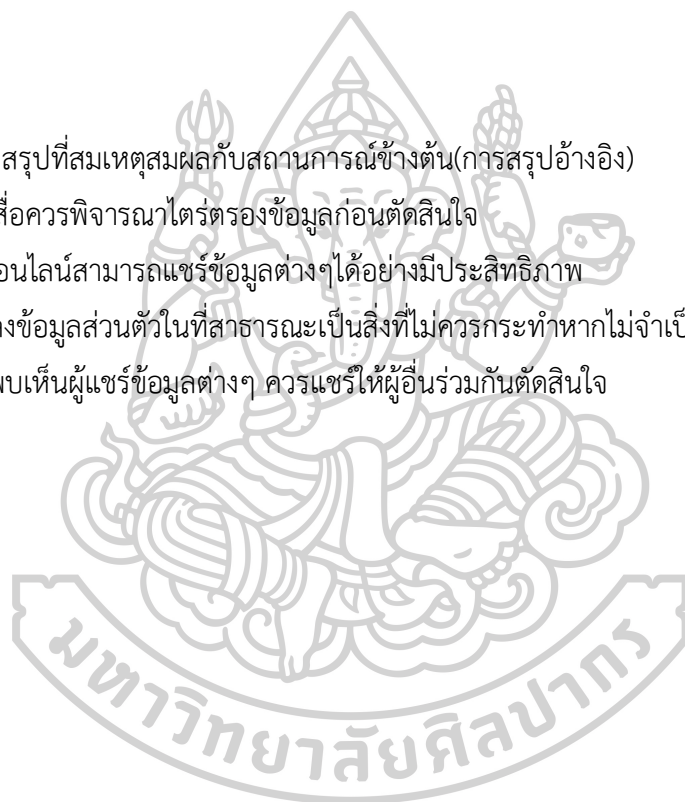 สรุปที่สมเหตุสมผลกับสถานการณ์ข้างต้น(การสรุปอ้างอิง)
สื่อควรพิจารณาไตร่ตรองข้อมูลก่อนตัดสินใจ
อนไลน์สามารถแชร์ข้อมูลต่างๆได้อย่างมีประสิทธิภาพ
งข้อมูลส่วนตัวในที่สาธารณะเป็นสิ่งที่ไม่ควรกระทำหากไม่จำเป็
พบเห็นผู้แชร์ข้อมูลต่างๆ ควรแชร์ให้ผู้อื่นร่วมกันตัดสินใจ
มหาวิทยาลัยศิลปากร